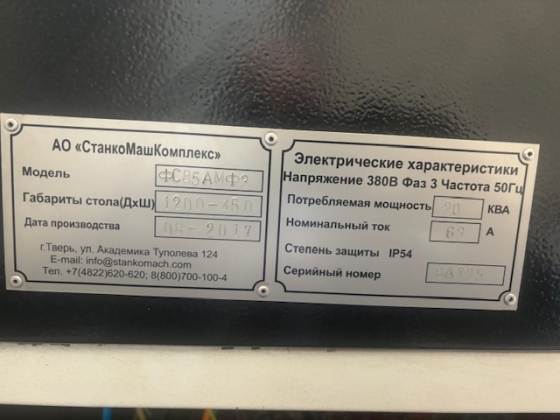 АО «СтанкоМашКомплекс»
Модель ФС85АМФ3
Габариты стола(ДхШ) 1200-450
Дата производства 08-2017
г.Тверь, ул. Академика Туполева 124
E-mail: info@stankomach.com
Тел. +7(4822)620-620; 8(800)700-100-4
Электрические характеристики
Напряжение 380В Фаз 3 Частота 50Гц
Потребляемая мощность 20 КВА
Номинальный ток А
Степень защиты IP54
Серийный номер